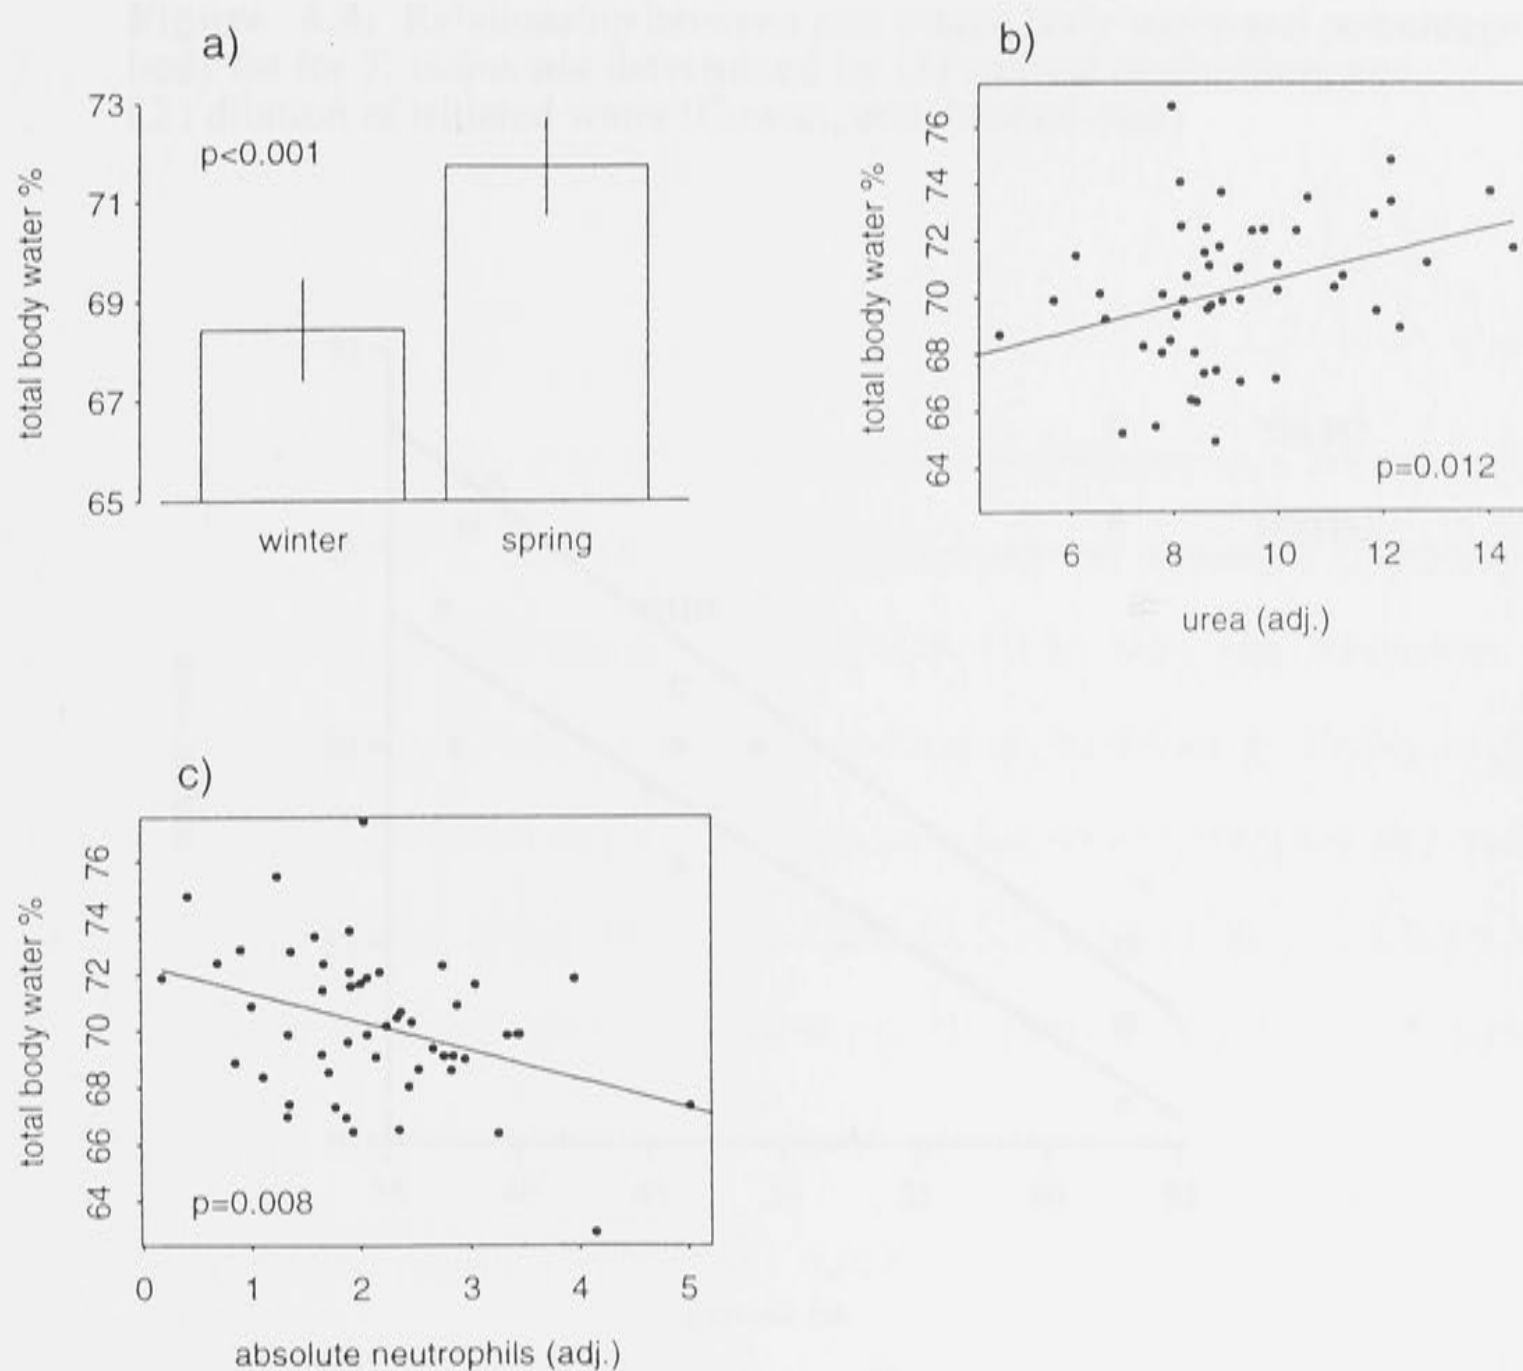 a)
73
71
69
67
65
total body water %
p<0.001
winter
spring
b)
76
74
72
70
68
66
64
total body water %
p=0.012
6 8 10 12 14
urea (adj.)
c)
76
74
72
70
68
66
64
total body water %
p=0.008
0 1 2 3 4 5
absolute neutrophils (adj.)